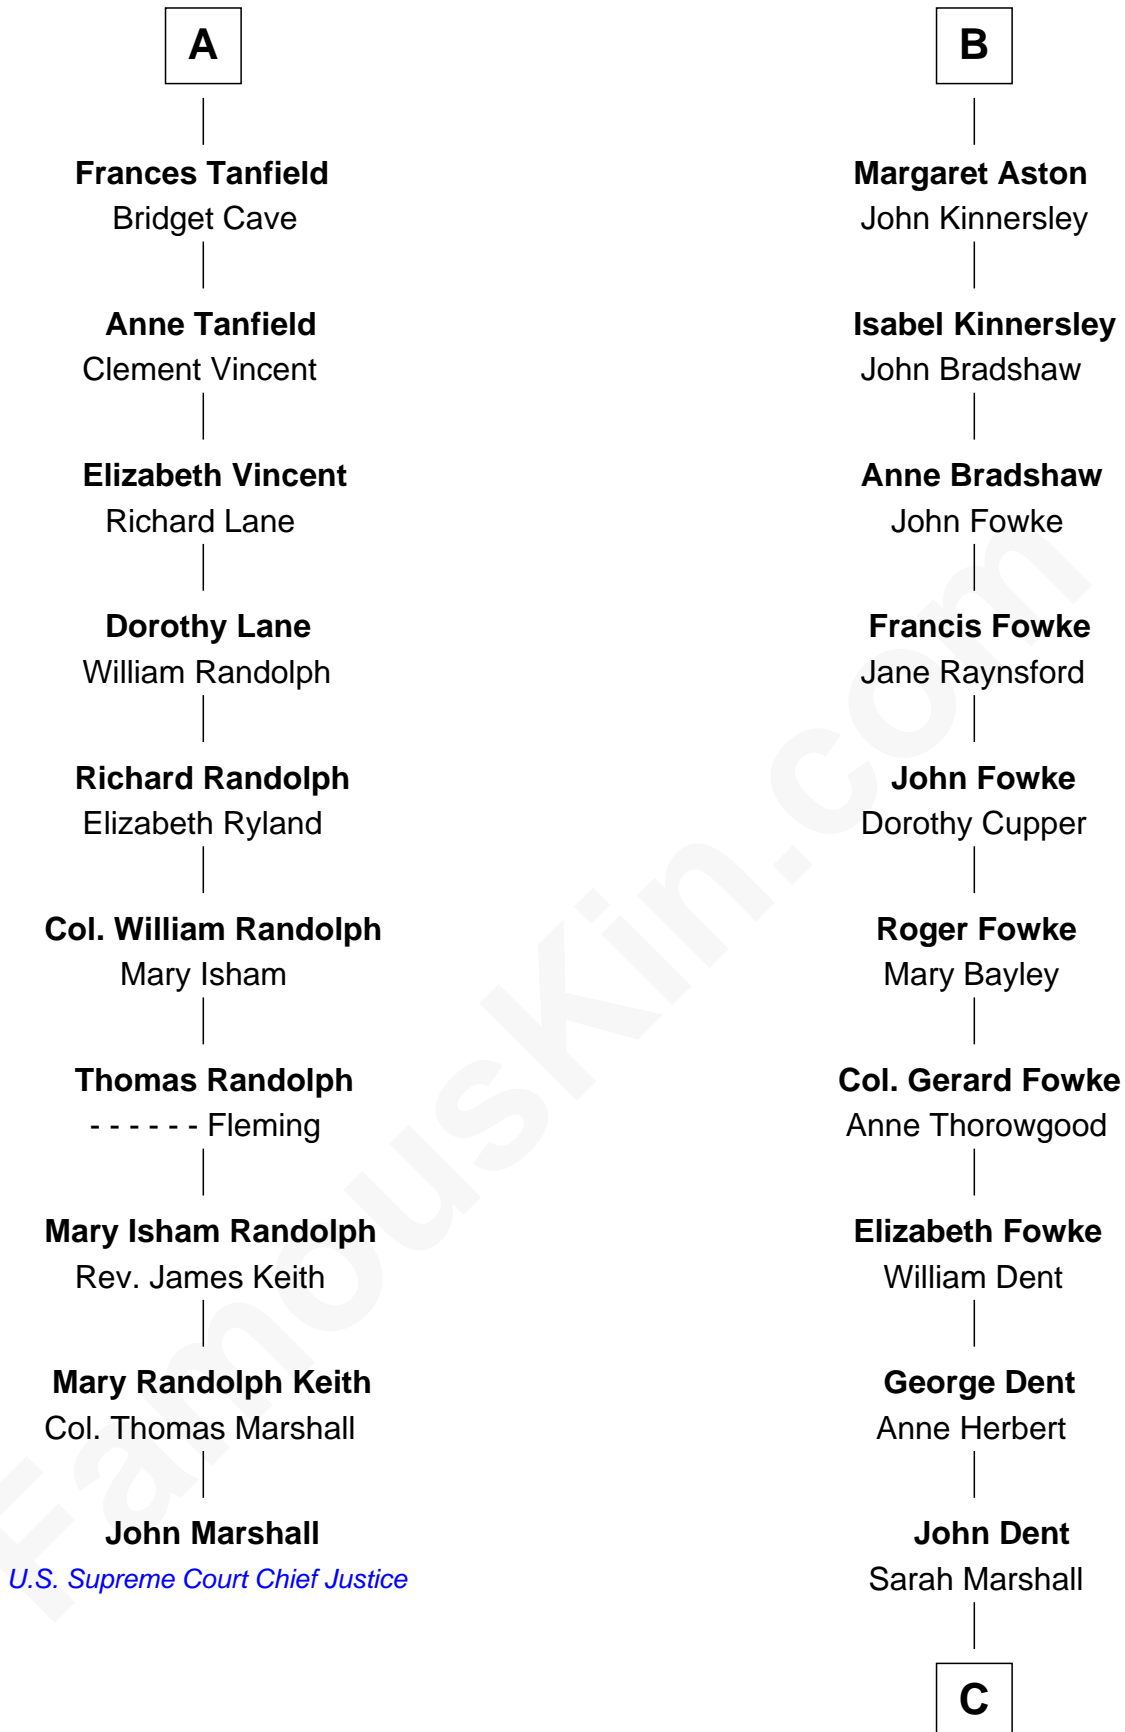 A
Frances Tanfield
Bridget Cave
Anne Tanfield
Clement Vincent
Elizabeth Vincent
Richard Lane
Dorothy Lane
William Randolph
Richard Randolph
Elizabeth Ryland
Col. William Randolph
Mary Isham
Thomas Randolph
- - - - - - Fleming
Mary Isham Randolph
Rev. James Keith
Mary Randolph Keith
Col. Thomas Marshall
John Marshall
U.S. Supreme Court Chief Justice
B
Margaret Aston
John Kinnersley
Isabel Kinnersley
John Bradshaw
Anne Bradshaw
John Fowke
Francis Fowke
Jane Raynsford
John Fowke
Dorothy Cupper
Roger Fowke
Mary Bayley
Col. Gerard Fowke
Anne Thorowgood
Elizabeth Fowke
William Dent
George Dent
Anne Herbert
John Dent
Sarah Marshall
C
FamousKin.com